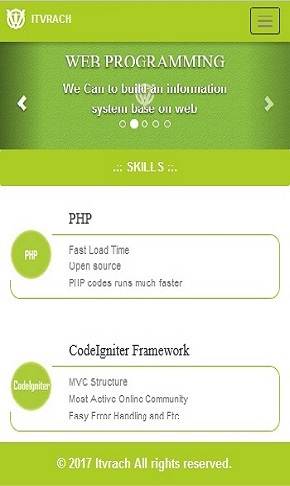 ITVRACH
WEB PROGRAMMING
We Can to build an information
system base on web
.:: SKILLS ::.
PHP
PHP
Fast Load Time
Open source
PHP codes runs much faster
CodeIgniter Framework
CodeIgniter
MVC Structure
Most Active Online Community
Easy Error Handling and Etc
© 2017 Itvrach All rights reserved.